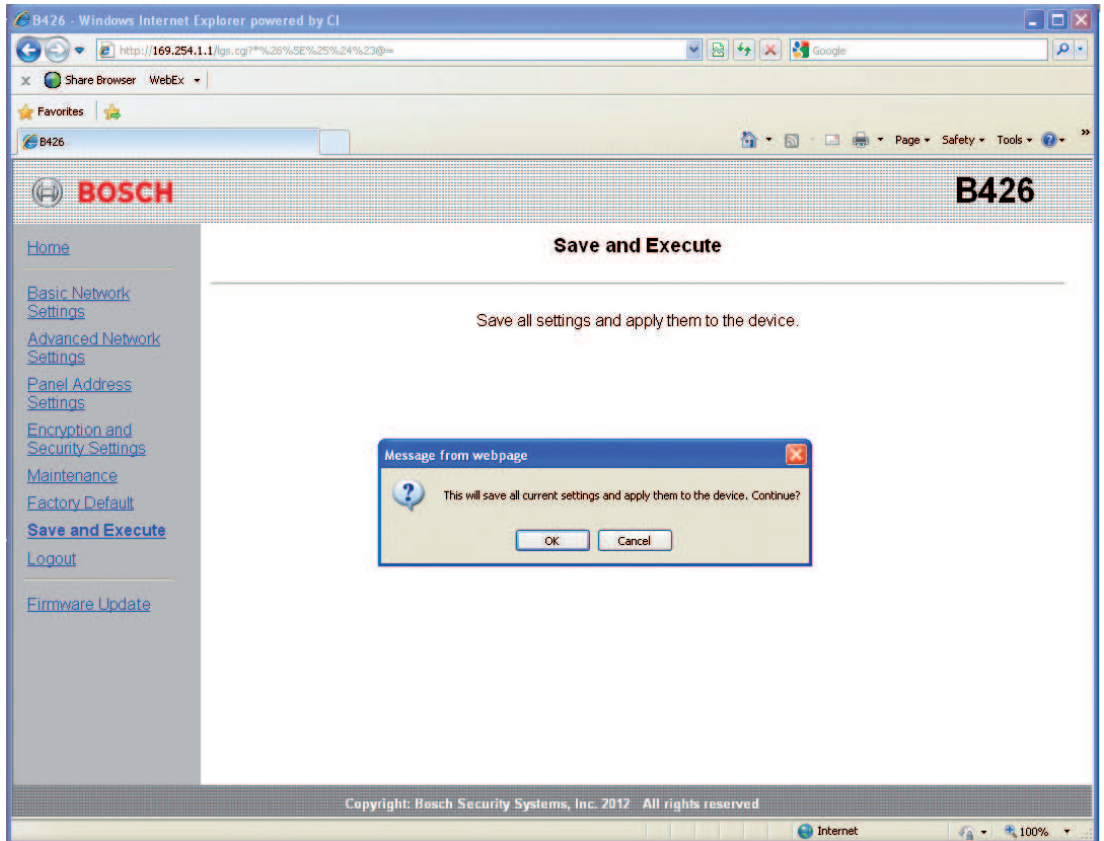 B426 - Windows Internet Explorer powered by CI
http://169.254.1.1/lgs.cgi?*%26%5E%25%24%23@=
Google
x Share Browser WebEx
Favorites
B426
Page Safety Tools »
BOSCH
B426
Home
Basic Network
Settings
Advanced Network
Settings
Panel Address
Settings
Encryption and
Security Settings
Maintenance
Factory Default
Save and Execute
Logout
Firmware Update
Save and Execute
Save all settings and apply them to the device.
Message from webpage
This will save all current settings and apply them to the device. Continue?
OK Cancel
Copyright: Bosch Security Systems, Inc. 2012 All rights reserved
Internet 100%